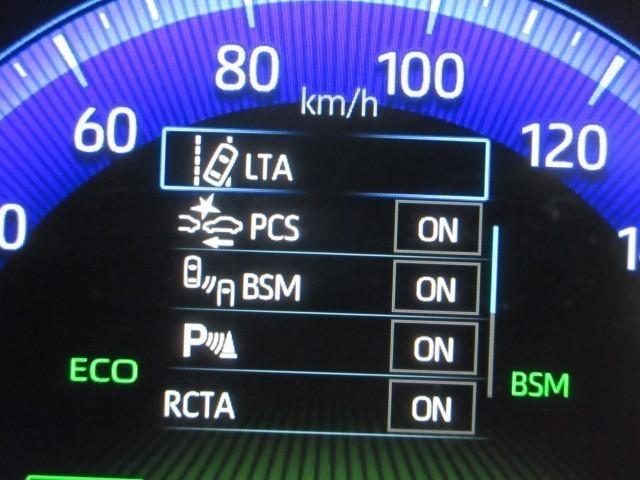 80
100
km/h
60
120
LTA
PCS ON
BSM ON
P ON
ECO
BSM
RCTA ON